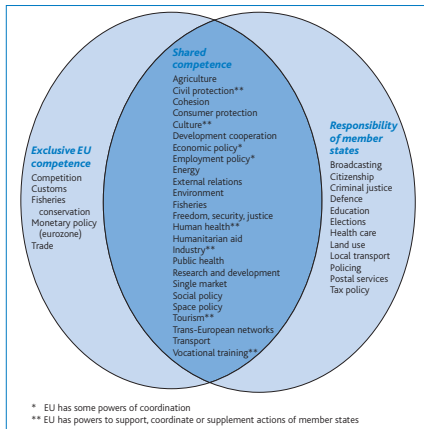 Exclusive EU
competence
Competition
Customs
Fisheries
conservation
Monetary policy
(eurozone)
Trade
Shared
competence
Agriculture
Civil protection**
Cohesion
Consumer protection
Culture**
Development cooperation
Economic policy*
Employment policy*
Energy
External relations
Environment
Fisheries
Freedom, security, justice
Human health**
Humanitarian aid
Industry**
Public health
Research and development
Single market
Social policy
Space policy
Tourism**
Trans-European networks
Transport
Vocational training**
Responsibility
of member
states
Broadcasting
Citizenship
Criminal justice
Defence
Education
Elections
Health care
Land use
Local transport
Policing
Postal services
Tax policy
* EU has some powers of coordination
** EU has powers to support, coordinate or supplement actions of member states